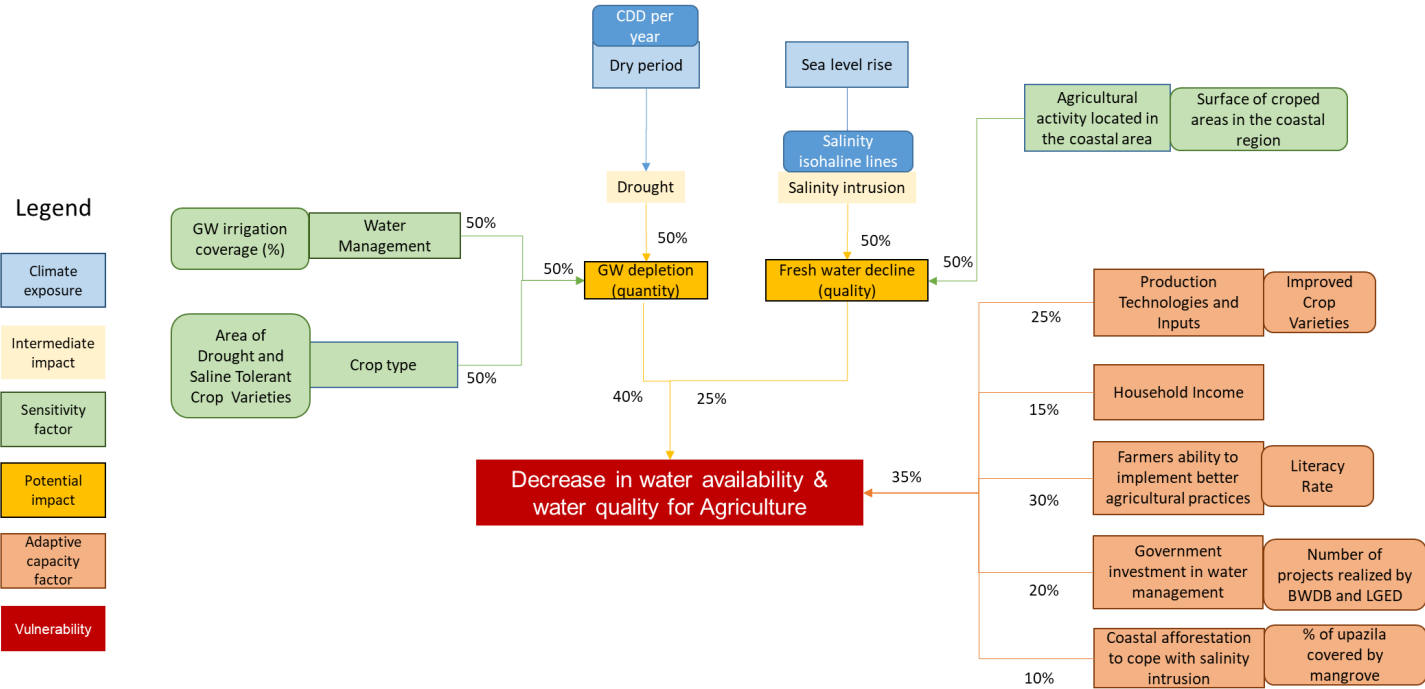 CDD per
year
Dry period
Sea level rise
Agricultural
activity located in
the coastal area
Surface of croped
areas in the coastal
region
Salinity
isohaline lines
Drought
Salinity intrusion
Legend
GW irrigation
coverage (%)
Water
Management
50%
50%
50%
50%
GW depletion
(quantity)
Fresh water decline
(quality)
50%
Climate
exposure
Production
Technologies and
Inputs
Improved
Crop
Varieties
25%
Intermediate
impact
Area of
Drought and
Saline Tolerant
Crop Varieties
Crop type
50%
40%
25%
Household Income
15%
Sensitivity
factor
Farmers ability to
implement better
agricultural practices
Literacy
Rate
30%
Potential
impact
Decrease in water availability &
water quality for Agriculture
35%
Adaptive
capacity
factor
Government
investment in water
management
Number of
projects realized by
BWDB and LGED
20%
Vulnerability
Coastal afforestation
to cope with salinity
intrusion
% of upazila
covered by
mangrove
10%